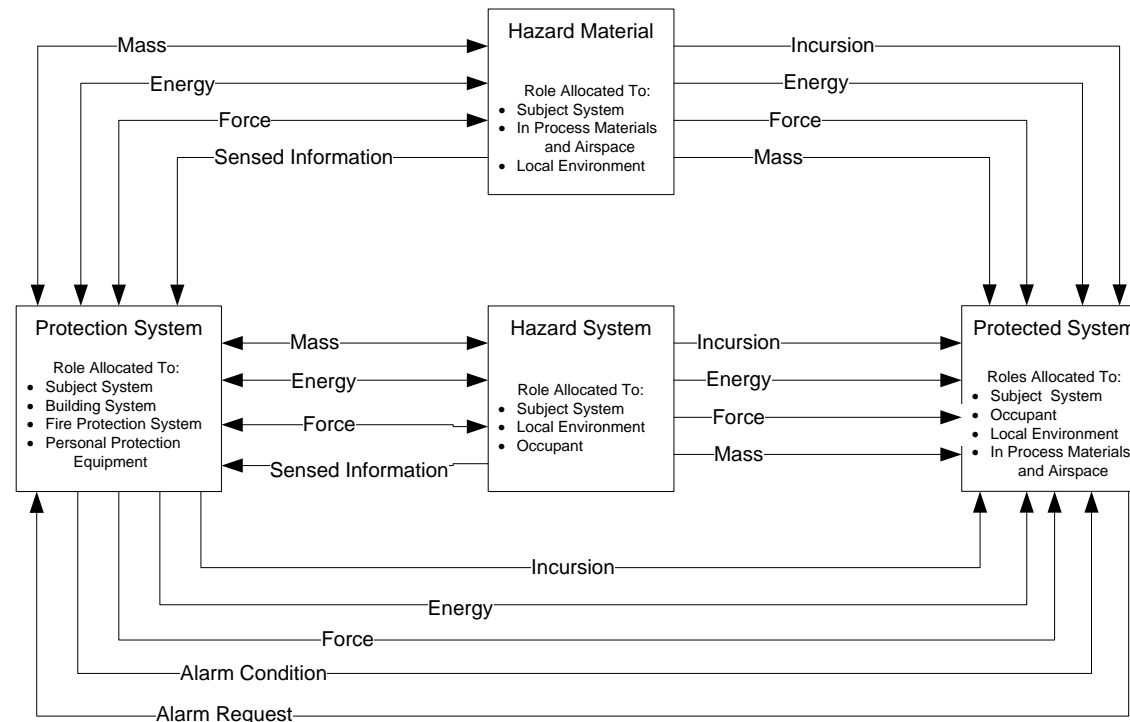 Hazard Material
Role Allocated To:
• Subject System
• In Process Materials
and Airspace
• Local Environment
Mass
Energy
Force
Sensed Information
Incursion
Energy
Force
Mass
Protection System
Role Allocated To:
• Subject System
• Building System
• Fire Protection System
• Personal Protection
Equipment
Mass
Energy
Force
Sensed Information
Hazard System
Role Allocated To:
• Subject System
• Local Environment
• Occupant
Incursion
Energy
Force
Mass
Protected System
Roles Allocated To:
• Subject System
• Occupant
• Local Environment
• In Process Materials
and Airspace
Incursion
Energy
Force
Alarm Condition
Alarm Request